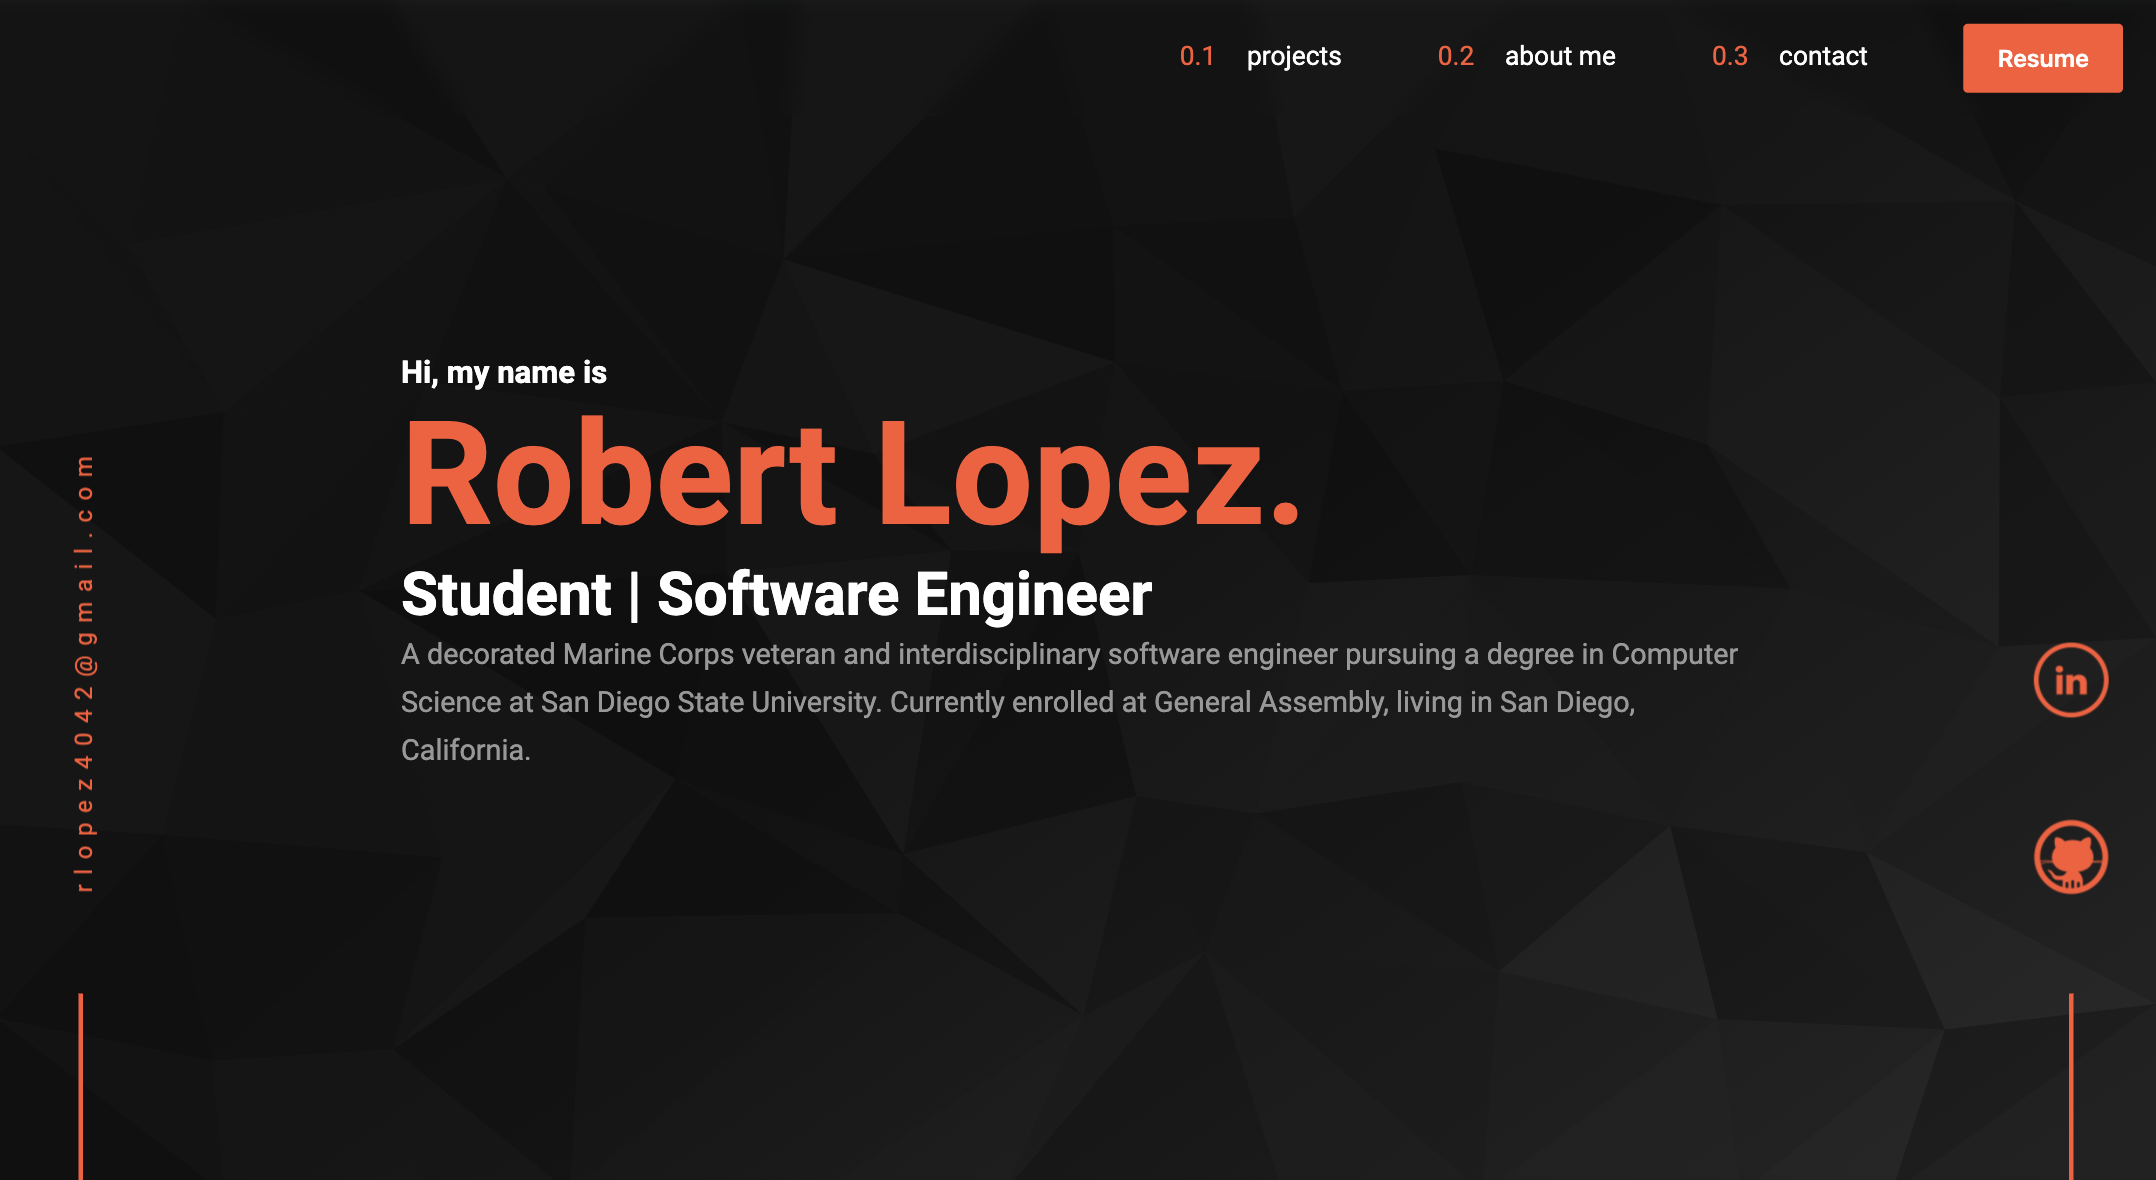 0.1 projects 0.2 about me 0.3 contact Resume
Hi, my name is
Robert Lopez.
Student | Software Engineer
A decorated Marine Corps veteran and interdisciplinary software engineer pursuing a degree in Computer
Science at San Diego State University. Currently enrolled at General Assembly, living in San Diego,
California.
rlopez4042@gmail.com
in